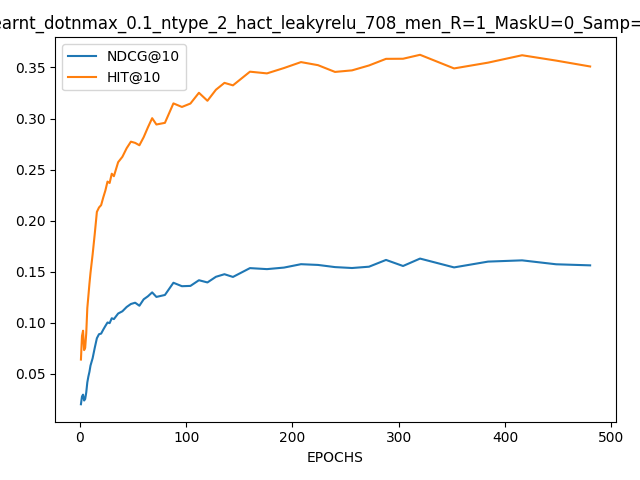 earnt_dotnmax_0.1_ntype_2_hact_leakyrelu_708_men_R=1_MaskU=0_Samp=
NDCG@10
HIT@10
0.35
0.30
0.25
0.20
0.15
0.10
0.05
0 100 200 300 400 500
EPOCHS